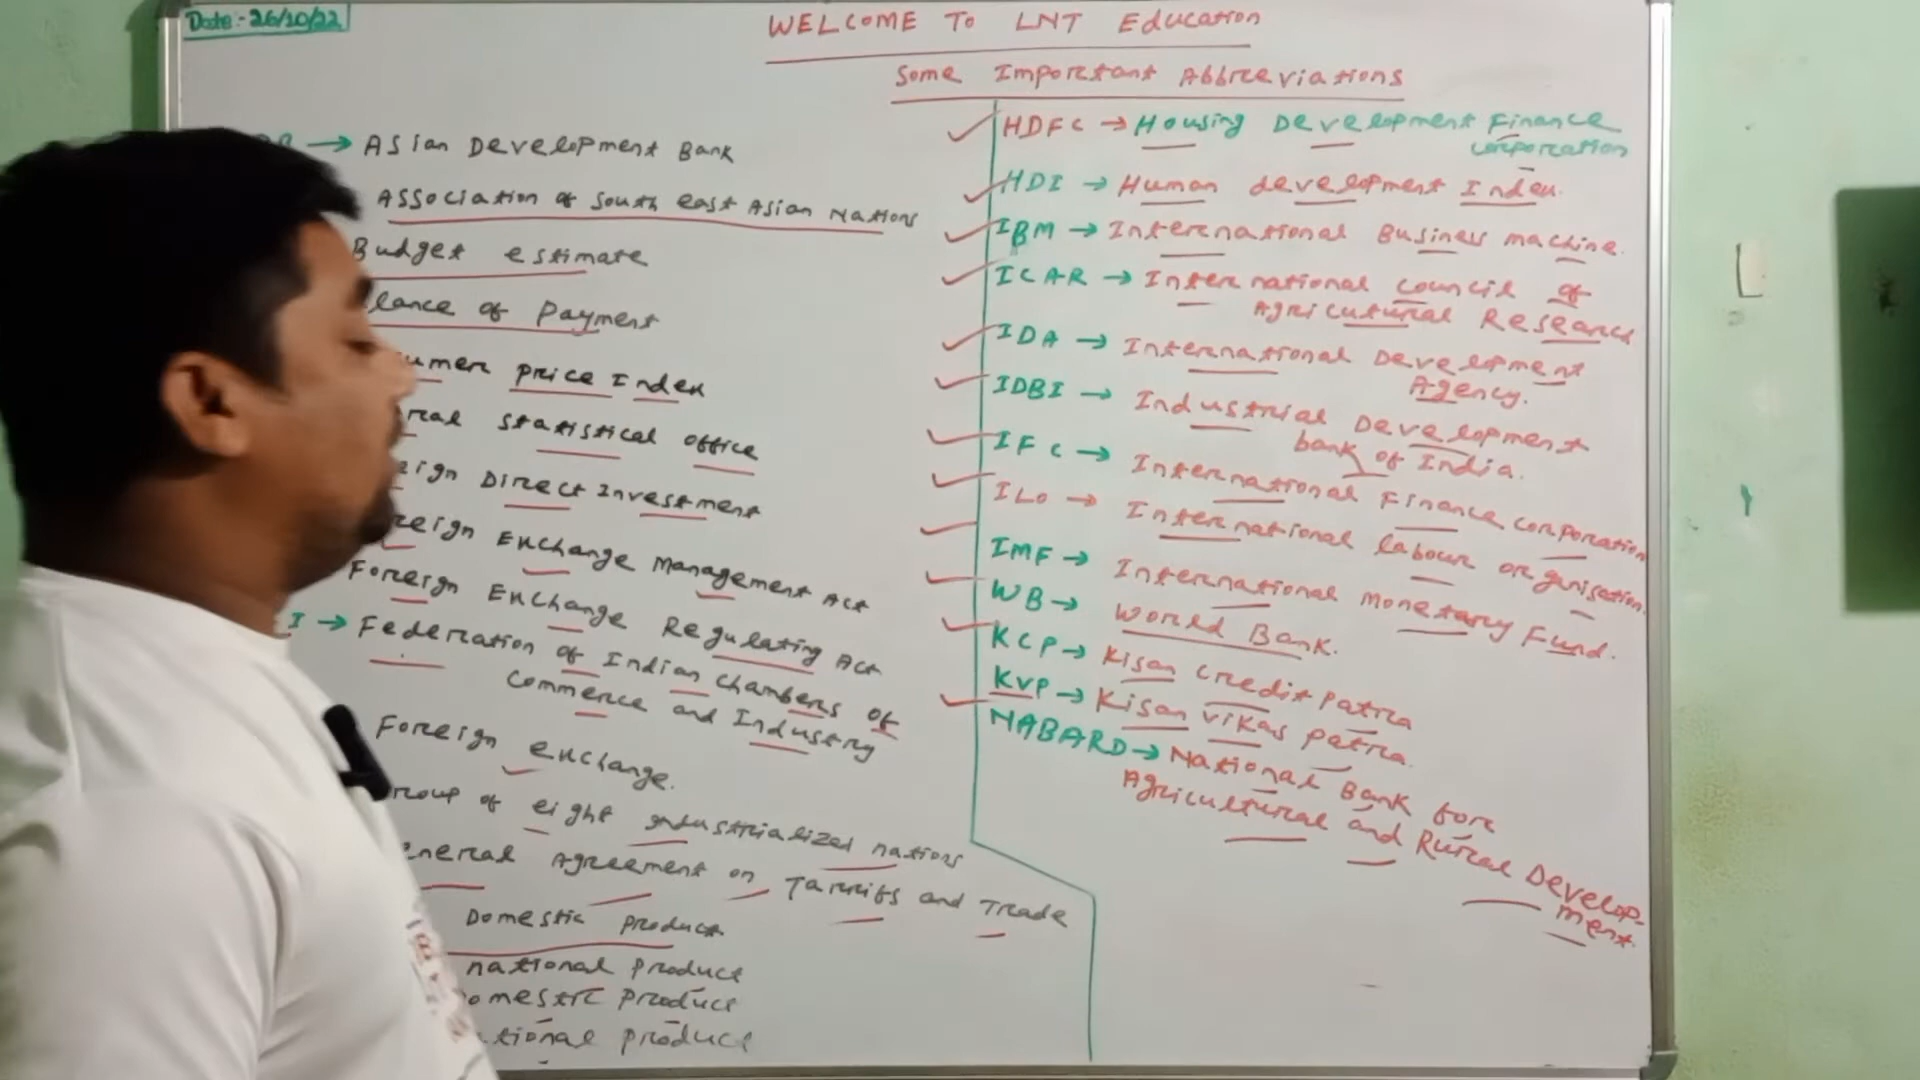 Date:-26/10/22
WELCOME TO LNT Education
Some Important Abbreviations
→ Asian Development Bank
Association of South east Asian Nations
Budget estimate
lance of Payment
umer price Index
ral Statistical office
eign Direct Investment
reign Exchange Management Act
Foreign Exchange Regulating Act
I → Federation of Indian Chambers of
Commerce and Industry
Foreign exchange.
roup of eight industrialized nations
eneral Agreement on Tarrifs and Trade
Domestic product
national product
omestic product
tional product
HDFC → Housing Development Finance
corporation
HDI → Human development Index.
IBM → International Business machine.
ICAR → International council of
Agricultural Research
IDA → International Development
Agency.
IDBI → Industrial Development
bank of India.
IFC → International Finance corporation
ILO → International labour organisation.
IMF → International monetary Fund.
WB → World Bank.
KCP → Kisan credit patra
KVP → Kisan vikas patra.
NABARD → National Bank for
Agricultural and Rural Develop-
ment.